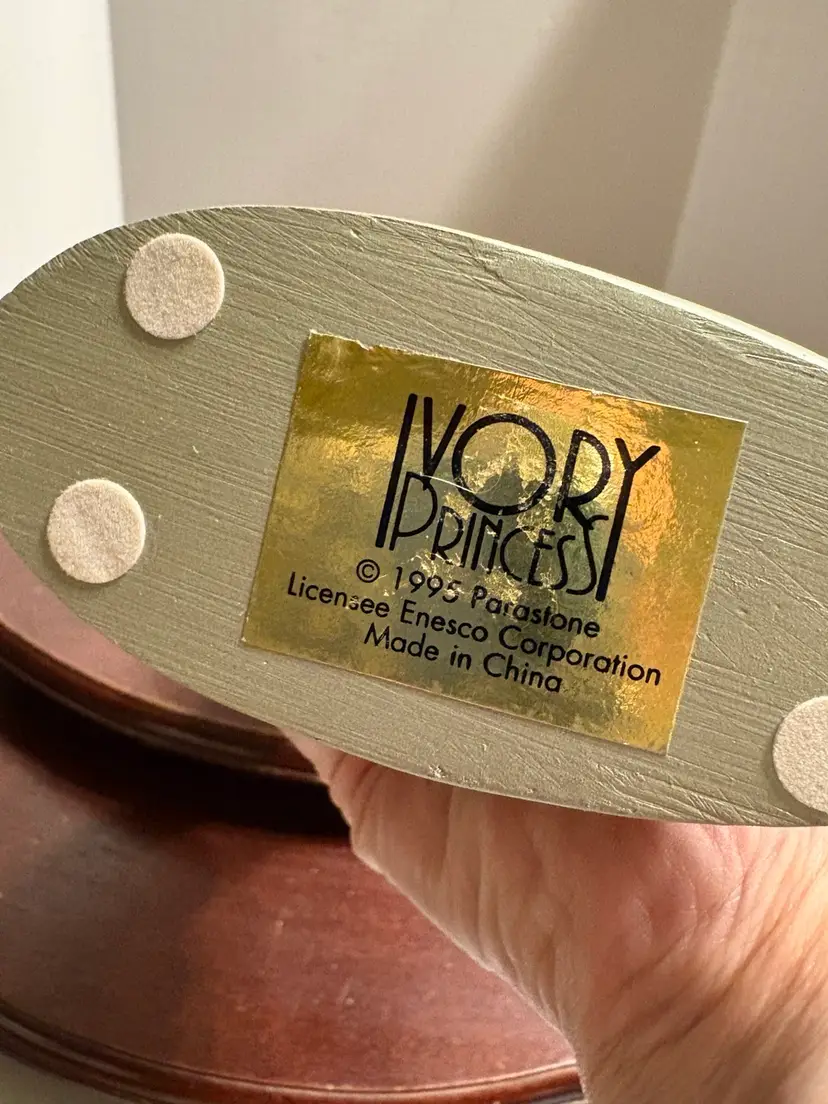 IVORY
PRINCESS
© 1995 Parastone
Licensee Enesco Corporation
Made in China